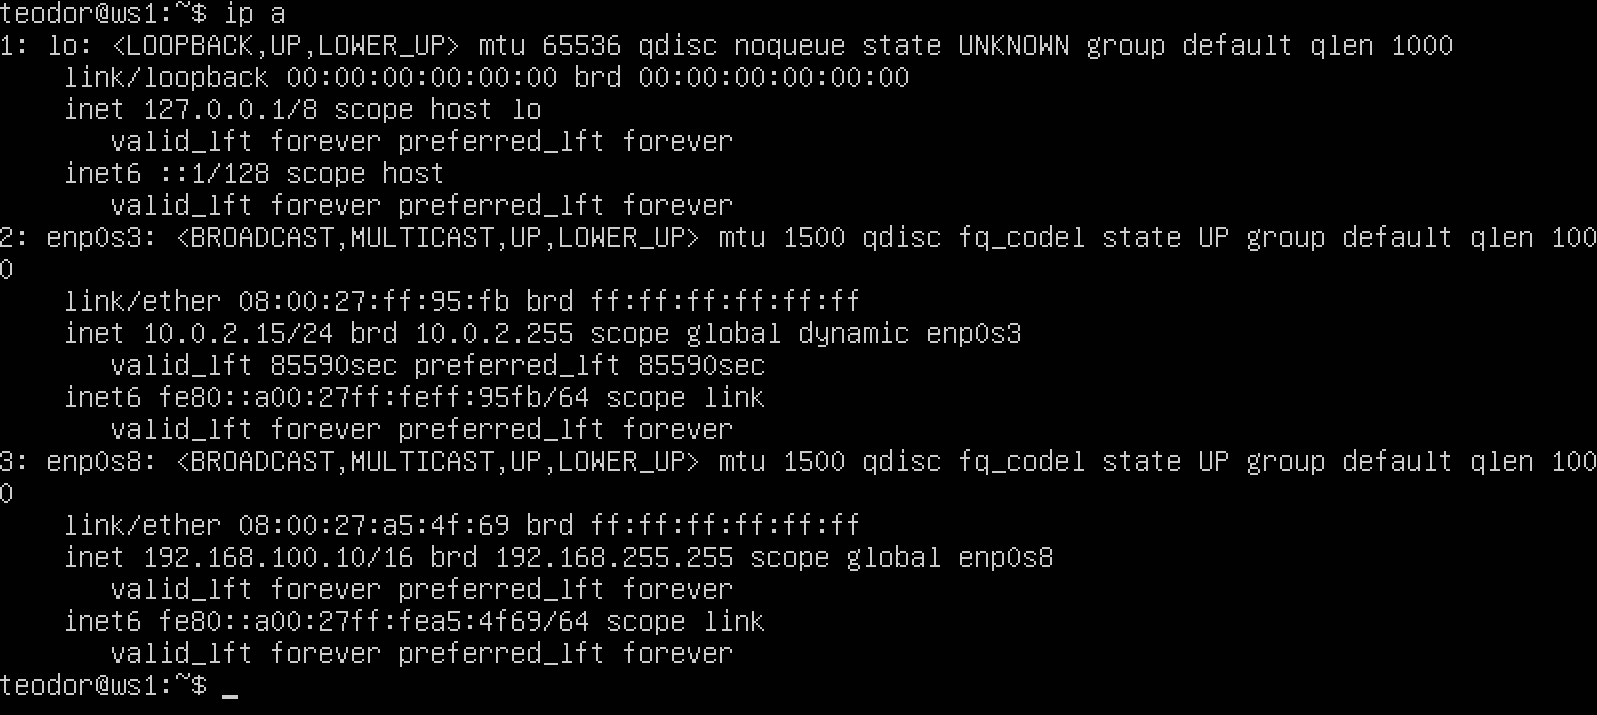 teodor@ws1:~$ ip a
1: lo: <LOOPBACK,UP,LOWER_UP> mtu 65536 qdisc noqueue state UNKNOWN group default qlen 1000
    link/loopback 00:00:00:00:00:00 brd 00:00:00:00:00:00
    inet 127.0.0.1/8 scope host lo
       valid_lft forever preferred_lft forever
    inet6 ::1/128 scope host
       valid_lft forever preferred_lft forever
2: enp0s3: <BROADCAST,MULTICAST,UP,LOWER_UP> mtu 1500 qdisc fq_codel state UP group default qlen 100
0
    link/ether 08:00:27:ff:95:fb brd ff:ff:ff:ff:ff:ff
    inet 10.0.2.15/24 brd 10.0.2.255 scope global dynamic enp0s3
       valid_lft 85590sec preferred_lft 85590sec
    inet6 fe80::a00:27ff:feff:95fb/64 scope link
       valid_lft forever preferred_lft forever
3: enp0s8: <BROADCAST,MULTICAST,UP,LOWER_UP> mtu 1500 qdisc fq_codel state UP group default qlen 100
0
    link/ether 08:00:27:a5:4f:69 brd ff:ff:ff:ff:ff:ff
    inet 192.168.100.10/16 brd 192.168.255.255 scope global enp0s8
       valid_lft forever preferred_lft forever
    inet6 fe80::a00:27ff:fea5:4f69/64 scope link
       valid_lft forever preferred_lft forever
teodor@ws1:~$ _